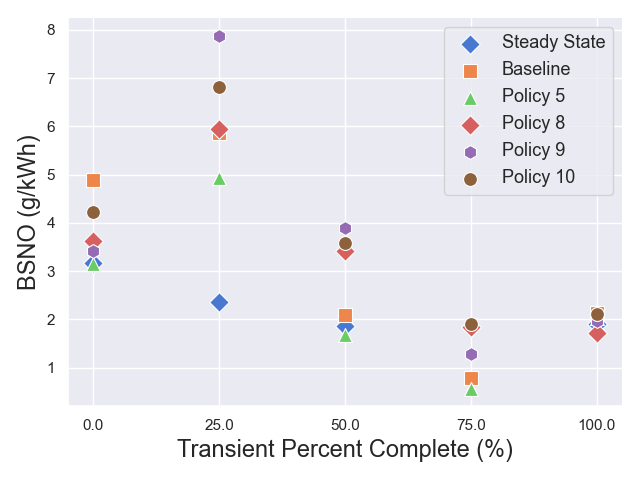 8
7
6
5
4
3
2
1
BSNO (g/kWh)
Steady State
Baseline
Policy 5
Policy 8
Policy 9
Policy 10
0.0 25.0 50.0 75.0 100.0
Transient Percent Complete (%)